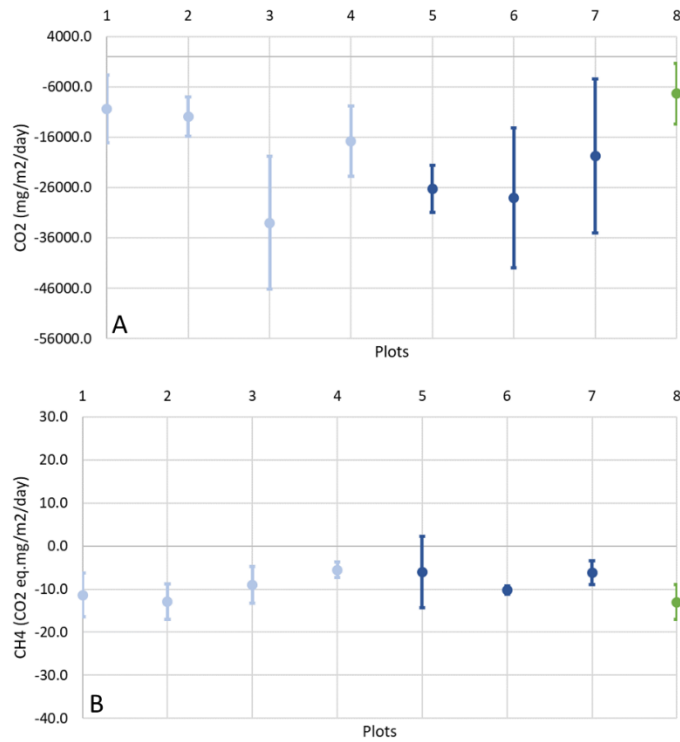 1 2 3 4 5 6 7 8
4000.0
-6000.0
-16000.0
-26000.0
-36000.0
-46000.0
-56000.0
CO2 (mg/m2/day)
A
Plots
1 2 3 4 5 6 7 8
30.0
20.0
10.0
0.0
-10.0
-20.0
-30.0
-40.0
CH4 (CO2 eq.mg/m2/day)
B
Plots